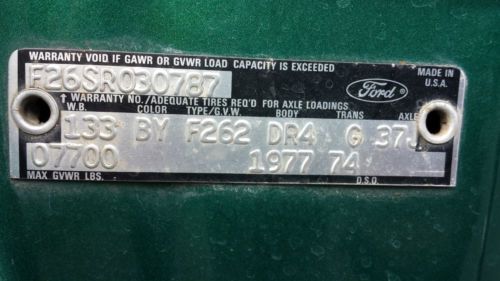 WARRANTY VOID IF GAWR OR GVWR LOAD CAPACITY IS EXCEEDED
F26SR030787
Ford
MADE IN
U.S.A.
↑ WARRANTY NO./ADEQUATE TIRES REQ'D FOR AXLE LOADINGS
W.B. COLOR TYPE/G.V.W. BODY TRANS AXLE
133 BY F262 DR4 G 37J
07700 1977 74
MAX GVWR LBS. D.S.O.